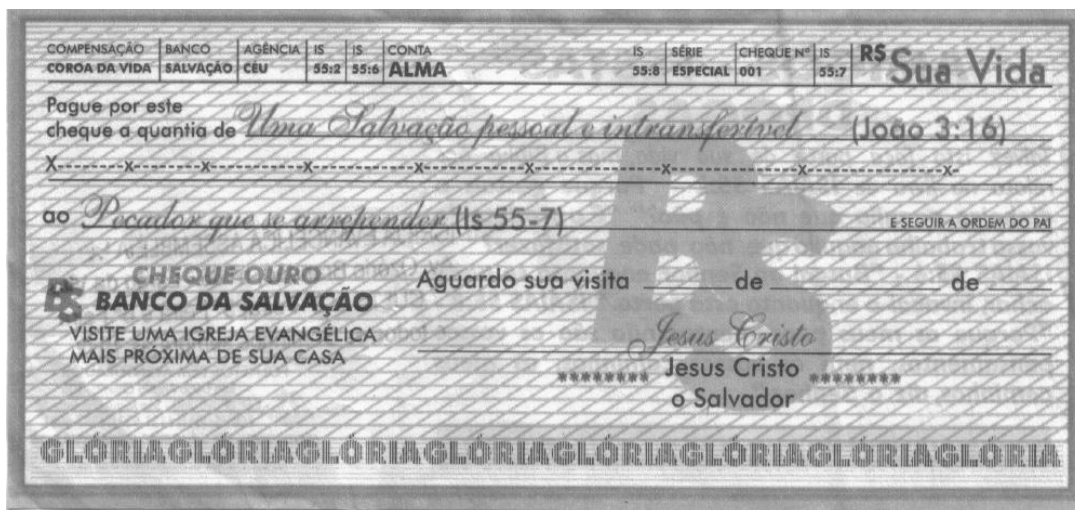 COMPENSAÇÃO BANCO AGÊNCIA IS IS CONTA IS SÉRIE CHEQUE Nº IS R$ Sua Vida
COROA DA VIDA SALVAÇÃO CÉU 55:2 55:6 ALMA 55:8 ESPECIAL 001 55:7
Pague por este
cheque a quantia de Uma Salvação pessoal e intransferível (João 3:16)
X-------x-------x---------------x----------------x----------------x--------------------x--------------------x---------------------x-
ao Pecador que se arrepender (Is 55-7) E SEGUIR A ORDEM DO PAI
CHEQUE OURO
BS BANCO DA SALVAÇÃO
VISITE UMA IGREJA EVANGÉLICA
MAIS PRÓXIMA DE SUA CASA
Aguardo sua visita ______ de ____________ de _____
Jesus Cristo
******** Jesus Cristo ********
o Salvador
GLÓRIAGLÓRIAGLÓRIAGLÓRIAGLÓRIAGLÓRIAGLÓRIAGLÓRIA